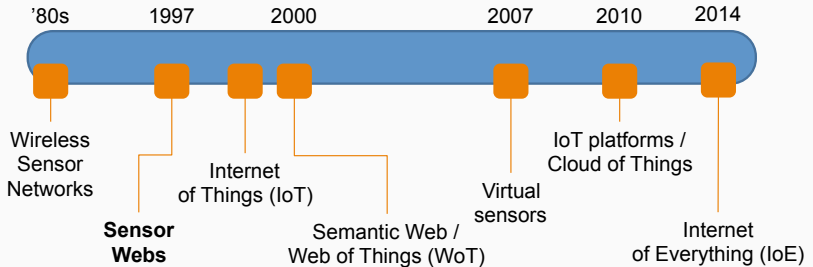 '80s
1997
2000
2007
2010
2014
Wireless
Sensor
Networks
Sensor
Webs
Internet
of Things (IoT)
Semantic Web /
Web of Things (WoT)
Virtual
sensors
IoT platforms /
Cloud of Things
Internet
of Everything (IoE)